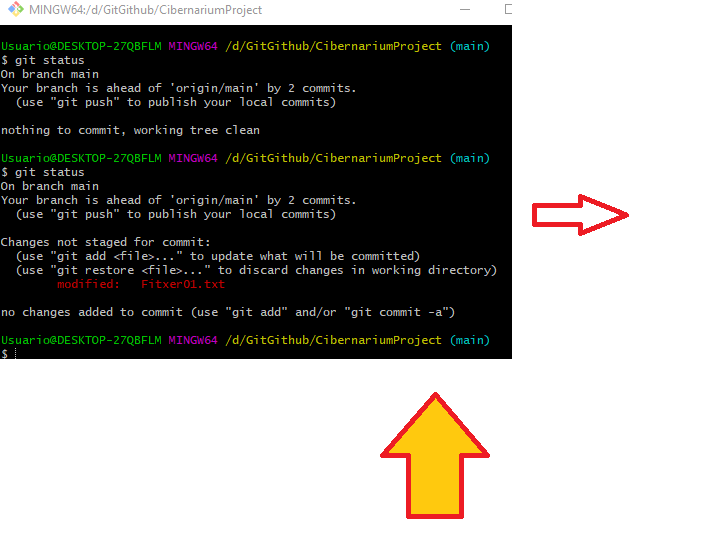 MINGW64:/d/GitGithub/CibernariumProject
Usuario@DESKTOP-27QBFLM MINGW64 /d/GitGithub/CibernariumProject (main)
$ git status
On branch main
Your branch is ahead of 'origin/main' by 2 commits.
  (use "git push" to publish your local commits)
nothing to commit, working tree clean
Usuario@DESKTOP-27QBFLM MINGW64 /d/GitGithub/CibernariumProject (main)
$ git status
On branch main
Your branch is ahead of 'origin/main' by 2 commits.
  (use "git push" to publish your local commits)
Changes not staged for commit:
  (use "git add <file>..." to update what will be committed)
  (use "git restore <file>..." to discard changes in working directory)
        modified:   Fitxer01.txt
no changes added to commit (use "git add" and/or "git commit -a")
Usuario@DESKTOP-27QBFLM MINGW64 /d/GitGithub/CibernariumProject (main)
$